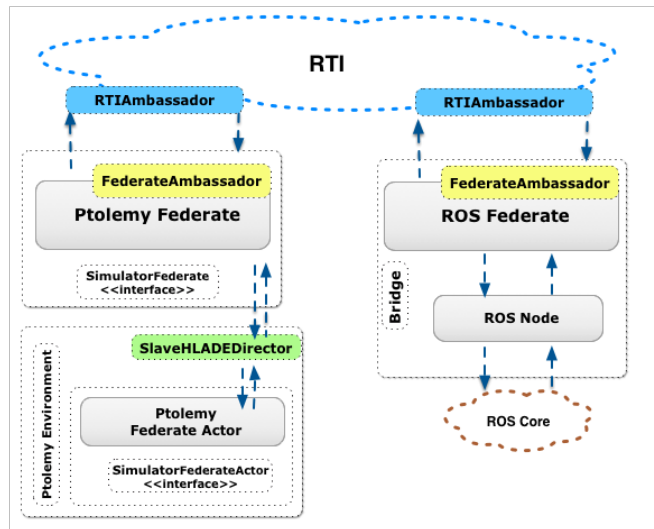 RTI
RTIAmbassador
RTIAmbassador
FederateAmbassador
Ptolemy Federate
SimulatorFederate
<<interface>>
SlaveHLADEDirector
Ptolemy Environment
Ptolemy
Federate Actor
SimulatorFederateActor
<<interface>>
FederateAmbassador
ROS Federate
Bridge
ROS Node
ROS Core